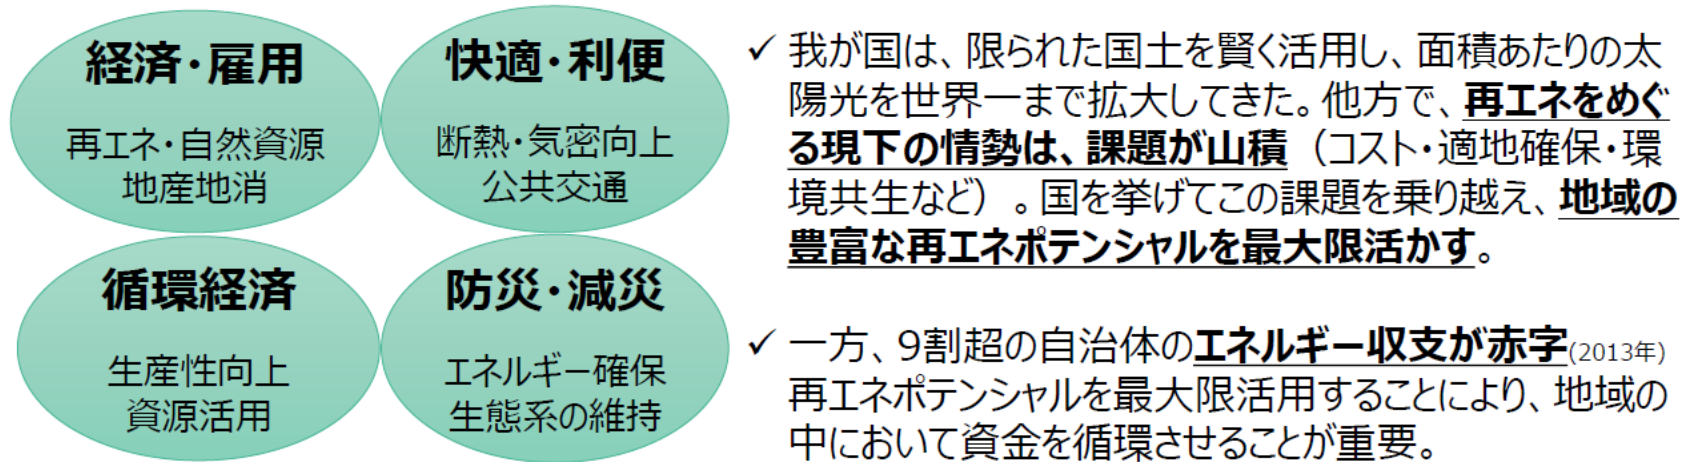 経済・雇用
再エネ・自然資源
地産地消
快適・利便
断熱・気密向上
公共交通
循環経済
生産性向上
資源活用
防災・減災
エネルギー確保
生態系の維持
✓ 我が国は、限られた国土を賢く活用し、面積あたりの太
陽光を世界一まで拡大してきた。他方で、再エネをめぐ
る現下の情勢は、課題が山積（コスト・適地確保・環
境共生など）。国を挙げてこの課題を乗り越え、地域の
豊富な再エネポテンシャルを最大限活かす。
✓ 一方、9割超の自治体のエネルギー収支が赤字(2013年)
再エネポテンシャルを最大限活用することにより、地域の
中において資金を循環させることが重要。